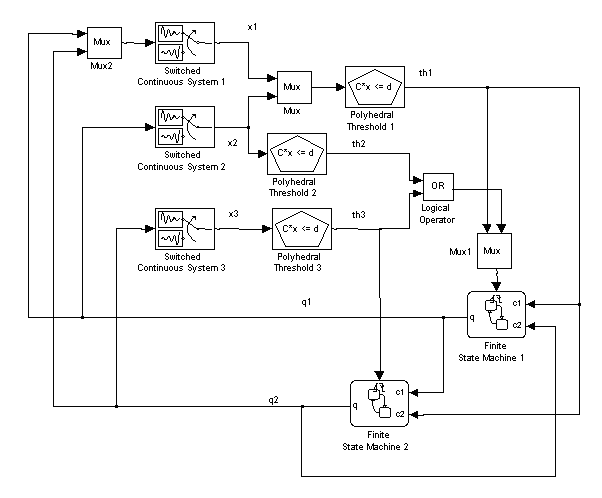 x1
Mux
Mux2
Switched
Continuous System 1
Mux
Mux
th1
C*x <= d
Polyhedral
Threshold 1
x2
Switched
Continuous System 2
th2
C*x <= d
Polyhedral
Threshold 2
OR
Logical
Operator
x3
Switched
Continuous System 3
th3
C*x <= d
Polyhedral
Threshold 3
Mux1
Mux
q1
q
c1
c2
Finite
State Machine 1
q2
q
c1
c2
Finite
State Machine 2